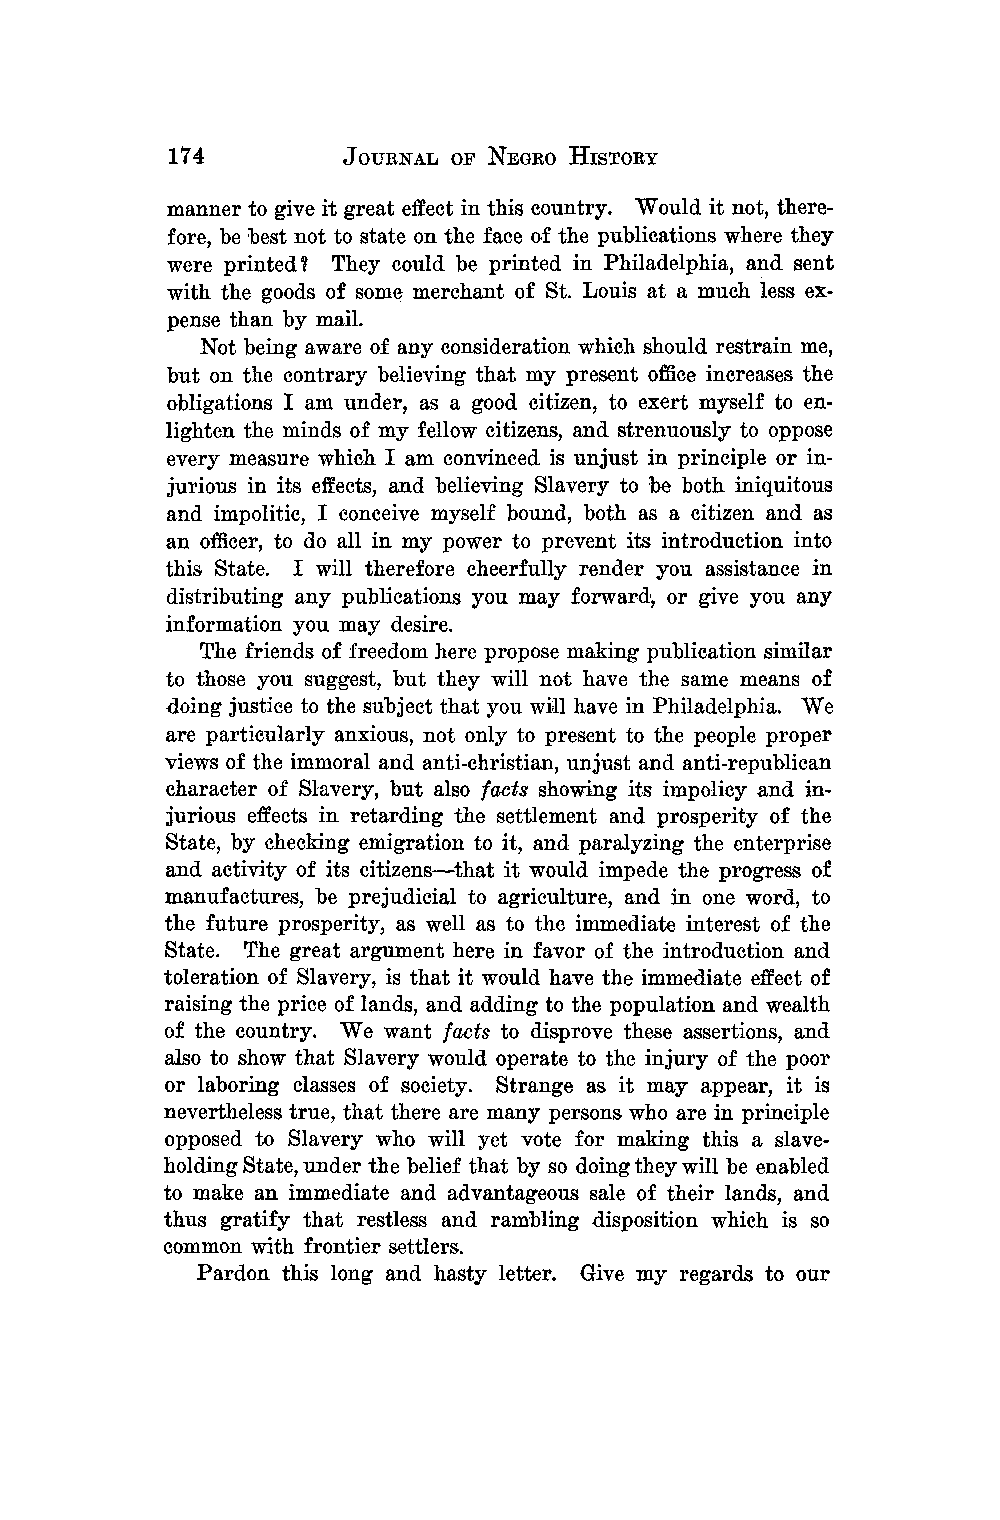 174 JOURNAL OF NEGRO HISTORY
manner to give it great effect in this country. Would it not, there-
fore, be best not to state on the face of the publications where they
were printed? They could be printed in Philadelphia, and sent
with the goods of some merchant of St. Louis at a much less ex-
pense than by mail.
Not being aware of any consideration which should restrain me,
but on the contrary believing that my present office increases the
obligations I am under, as a good citizen, to exert myself to en-
lighten the minds of my fellow citizens, and strenuously to oppose
every measure which I am convinced is unjust in principle or in-
jurious in its effects, and believing Slavery to be both iniquitous
and impolitic, I conceive myself bound, both as a citizen and as
an officer, to do all in my power to prevent its introduction into
this State. I will therefore cheerfully render you assistance in
distributing any publications you may forward, or give you any
information you may desire.
The friends of freedom here propose making publication similar
to those you suggest, but they will not have the same means of
doing justice to the subject that you will have in Philadelphia. We
are particularly anxious, not only to present to the people proper
views of the immoral and anti-christian, unjust and anti-republican
character of Slavery, but also facts showing its impolicy and in-
jurious effects in retarding the settlement and prosperity of the
State, by checking emigration to it, and paralyzing the enterprise
and activity of its citizens—that it would impede the progress of
manufactures, be prejudicial to agriculture, and in one word, to
the future prosperity, as well as to the immediate interest of the
State. The great argument here in favor of the introduction and
toleration of Slavery, is that it would have the immediate effect of
raising the price of lands, and adding to the population and wealth
of the country. We want facts to disprove these assertions, and
also to show that Slavery would operate to the injury of the poor
or laboring classes of society. Strange as it may appear, it is
nevertheless true, that there are many persons who are in principle
opposed to Slavery who will yet vote for making this a slave-
holding State, under the belief that by so doing they will be enabled
to make an immediate and advantageous sale of their lands, and
thus gratify that restless and rambling disposition which is so
common with frontier settlers.
Pardon this long and hasty letter. Give my regards to our